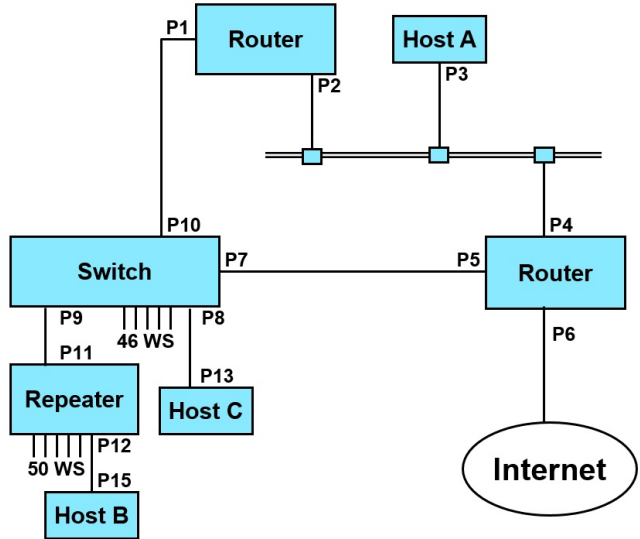 P1
Router
Host A
P2
P3
P10
P4
Switch
P7
P5
Router
P9
46 WS
P8
P6
P11
P13
Repeater
Host C
P12
50 WS
P15
Internet
Host B